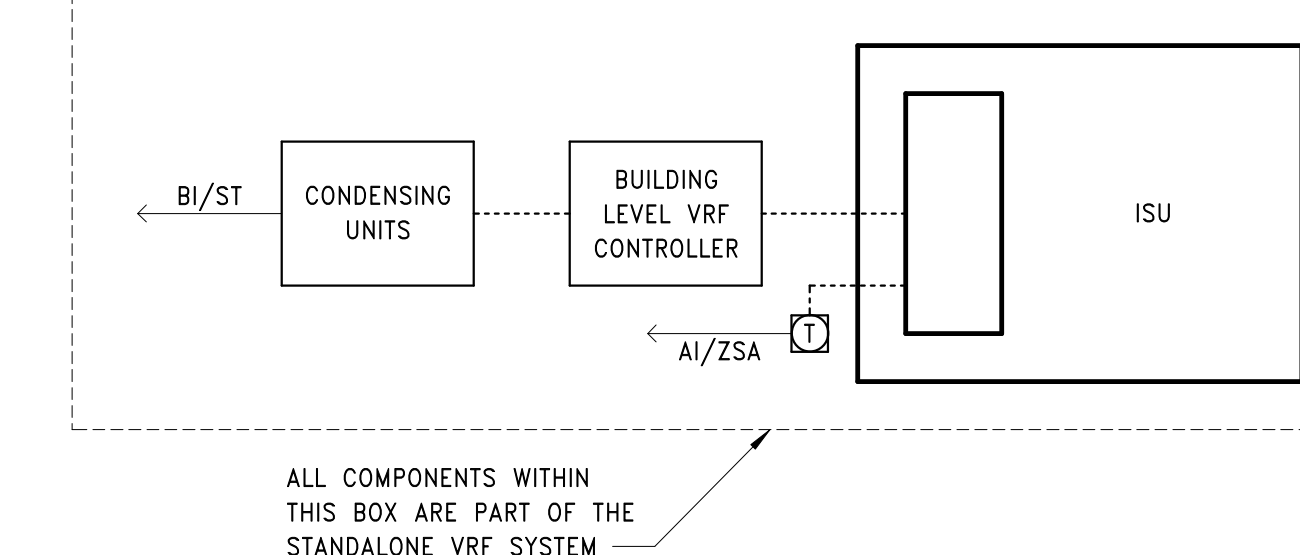 BI/ST
CONDENSING
UNITS
BUILDING
LEVEL VRF
CONTROLLER
ISU
T
AI/ZSA
ALL COMPONENTS WITHIN
THIS BOX ARE PART OF THE
STANDALONE VRF SYSTEM